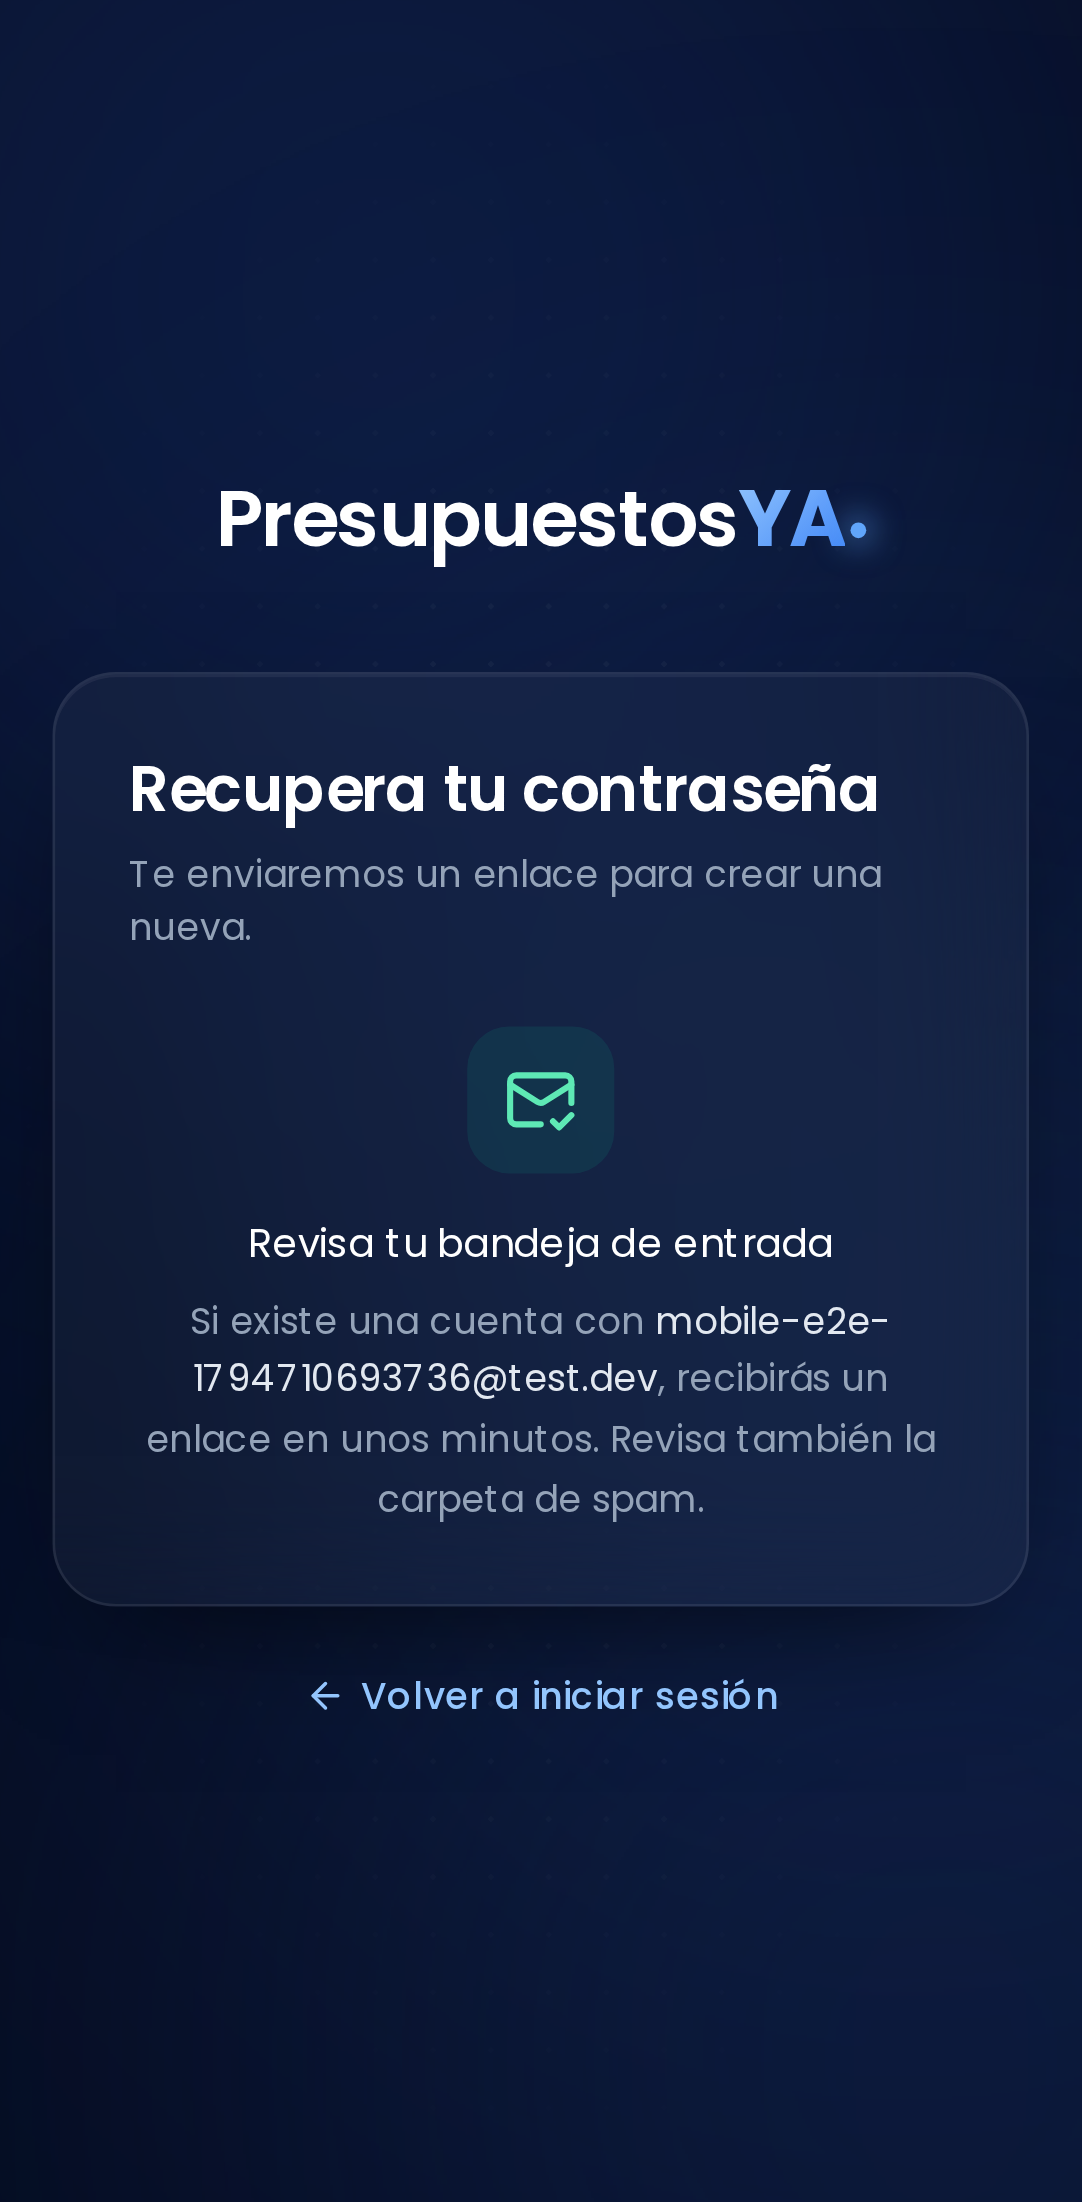 PresupuestosYA
Recupera tu contraseña
Te enviaremos un enlace para crear una
nueva.
Revisa tu bandeja de entrada
Si existe una cuenta con mobile-e2e-
1794710693736@test.dev, recibirás un
enlace en unos minutos. Revisa también la
carpeta de spam.
← Volver a iniciar sesión